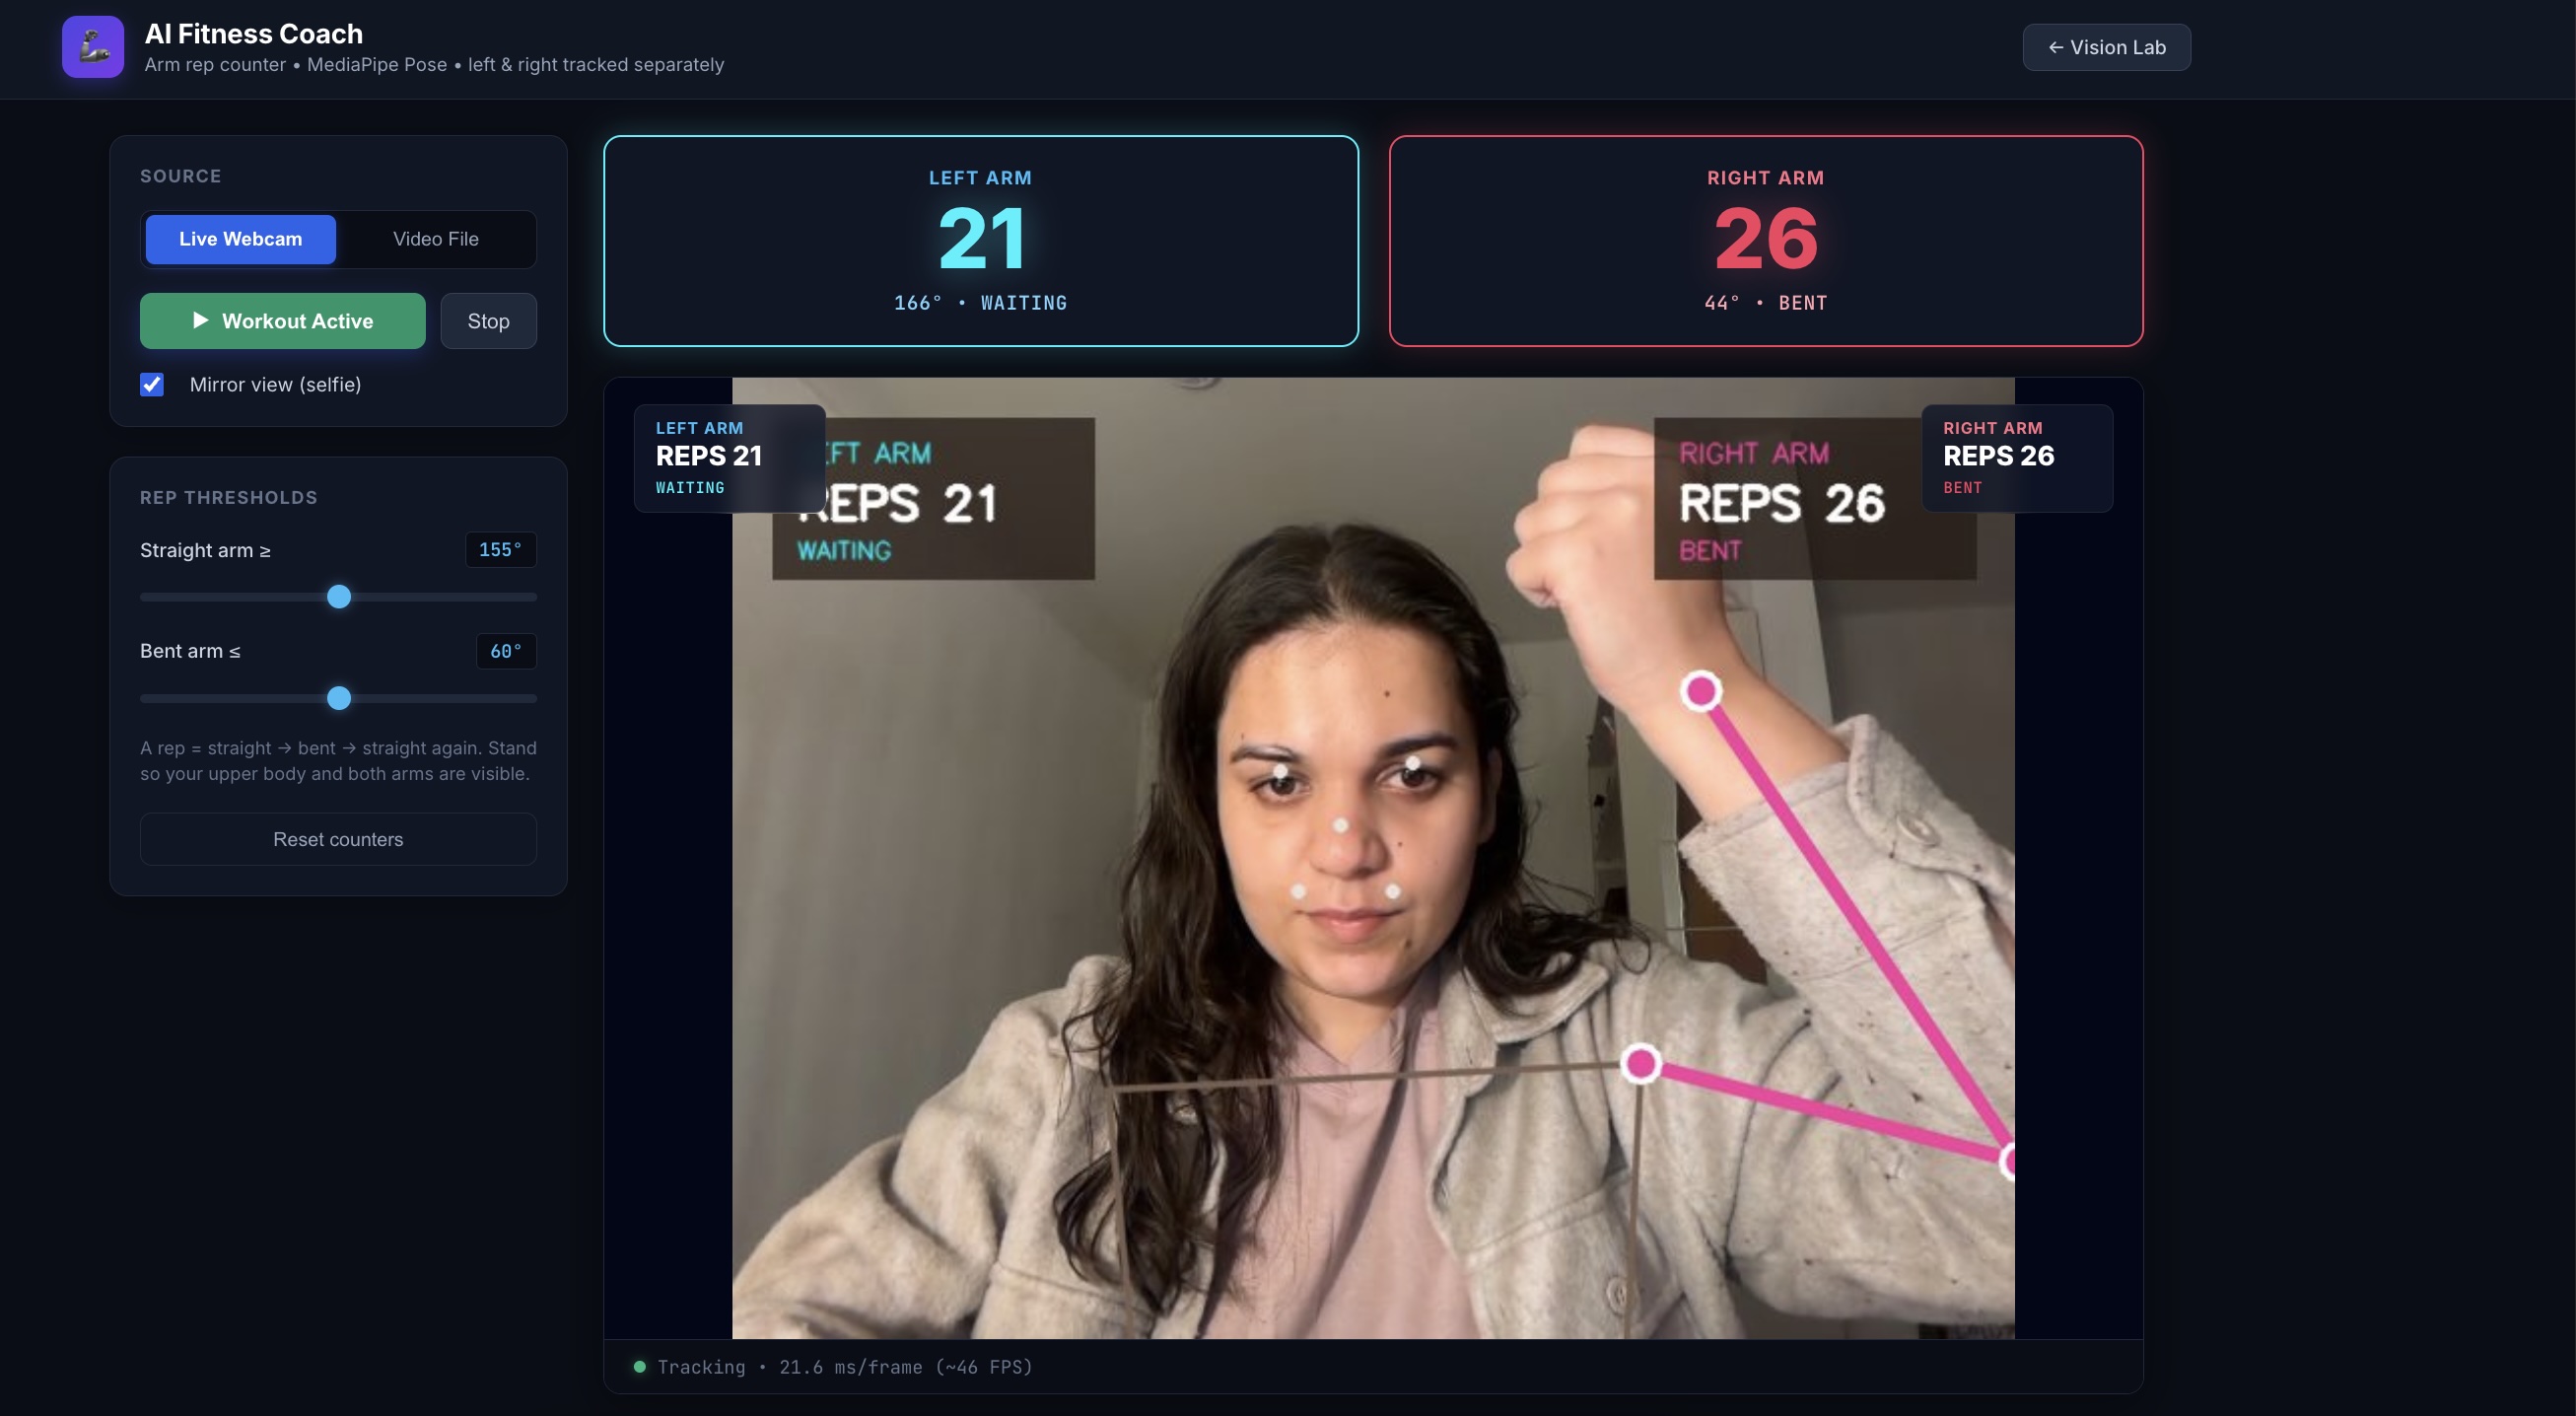 AI Fitness Coach
Arm rep counter • MediaPipe Pose • left & right tracked separately
← Vision Lab
SOURCE
Live Webcam
Video File
▶ Workout Active
Stop
Mirror view (selfie)
REP THRESHOLDS
Straight arm ≥
155°
Bent arm ≤
60°
A rep = straight → bent → straight again. Stand
so your upper body and both arms are visible.
Reset counters
LEFT ARM
21
166° • WAITING
RIGHT ARM
26
44° • BENT
LEFT ARM
REPS 21
WAITING
EFT ARM
REPS 21
WAITING
RIGHT ARM
REPS 26
BENT
RIGHT ARM
REPS 26
BENT
Tracking • 21.6 ms/frame (~46 FPS)